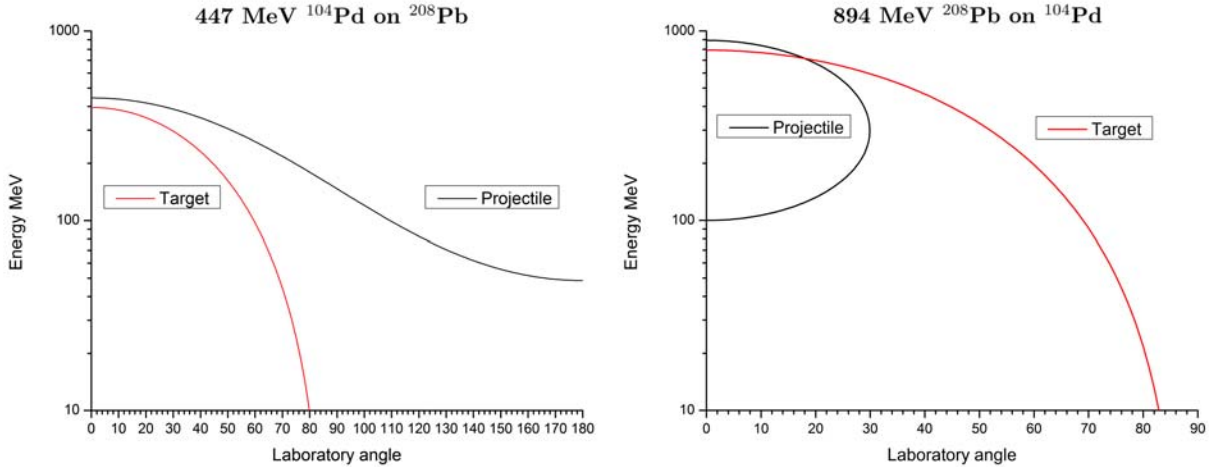 447 MeV ¹⁰⁴Pd on ²⁰⁸Pb
1000
100
10
Energy MeV
Target
Projectile
0 10 20 30 40 50 60 70 80 90 100 110 120 130 140 150 160 170 180
Laboratory angle
894 MeV ²⁰⁸Pb on ¹⁰⁴Pd
1000
100
10
Energy MeV
Projectile
Target
0 10 20 30 40 50 60 70 80 90
Laboratory angle